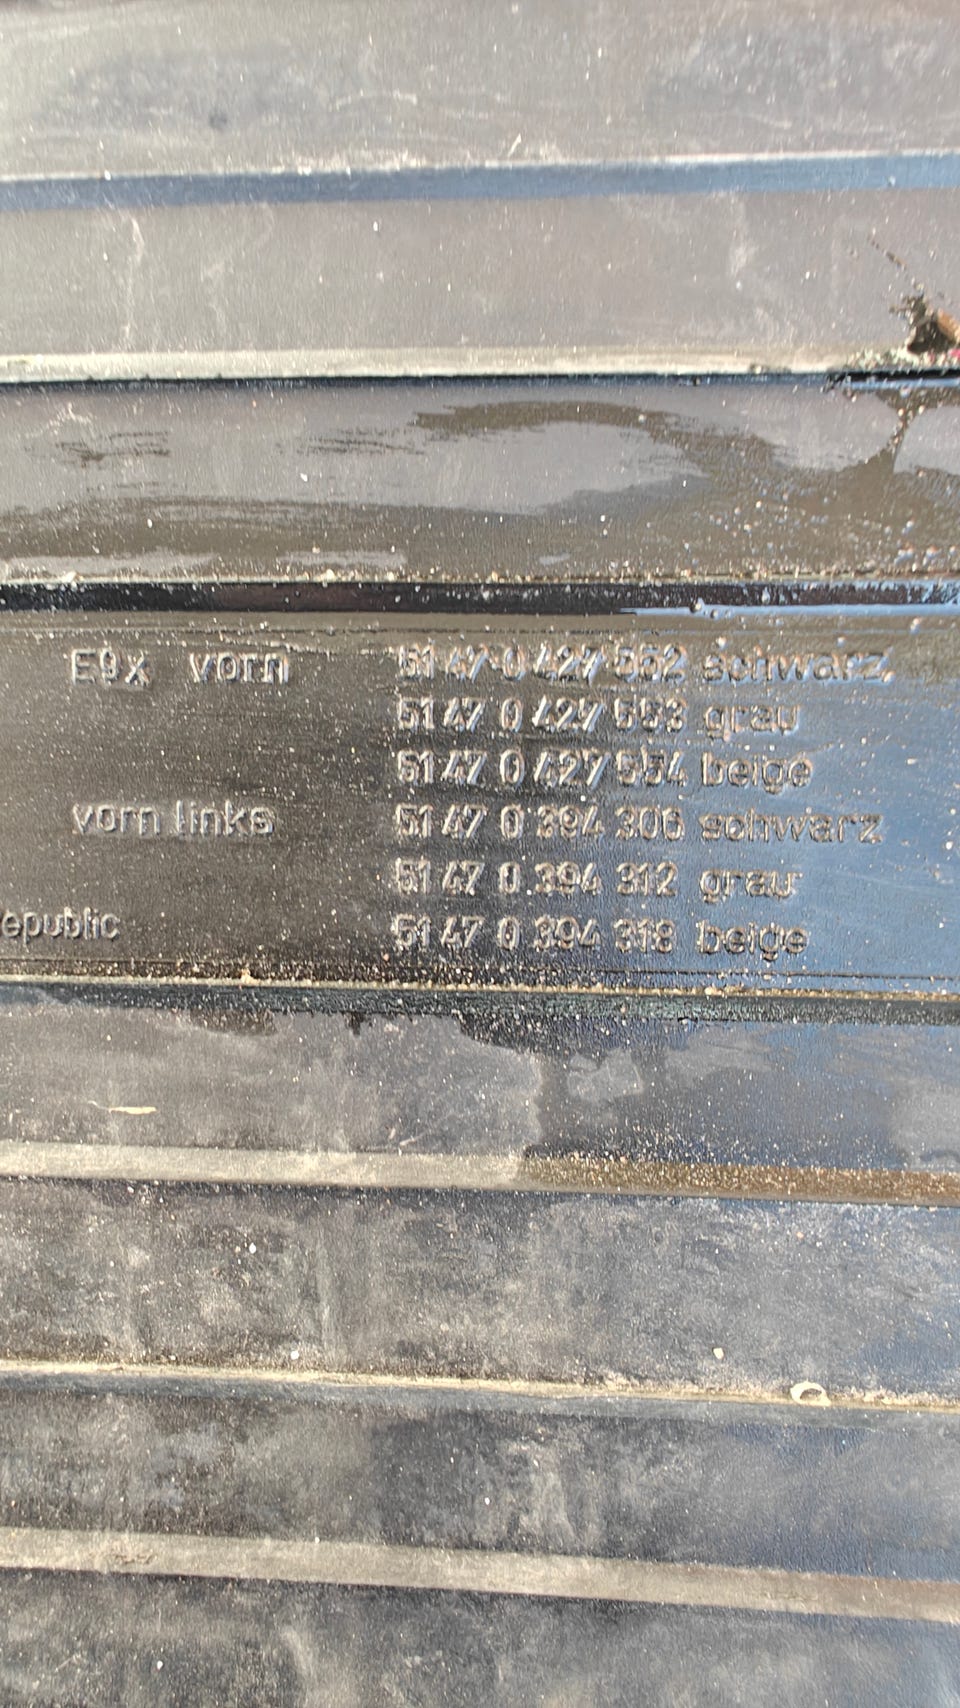 E9x vorn 51 47 0 427 552 schwarz
51 47 0 427 553 grau
51 47 0 427 554 beige
vorn links 51 47 0 394 306 schwarz
51 47 0 394 312 grau
epublic 51 47 0 394 318 beige